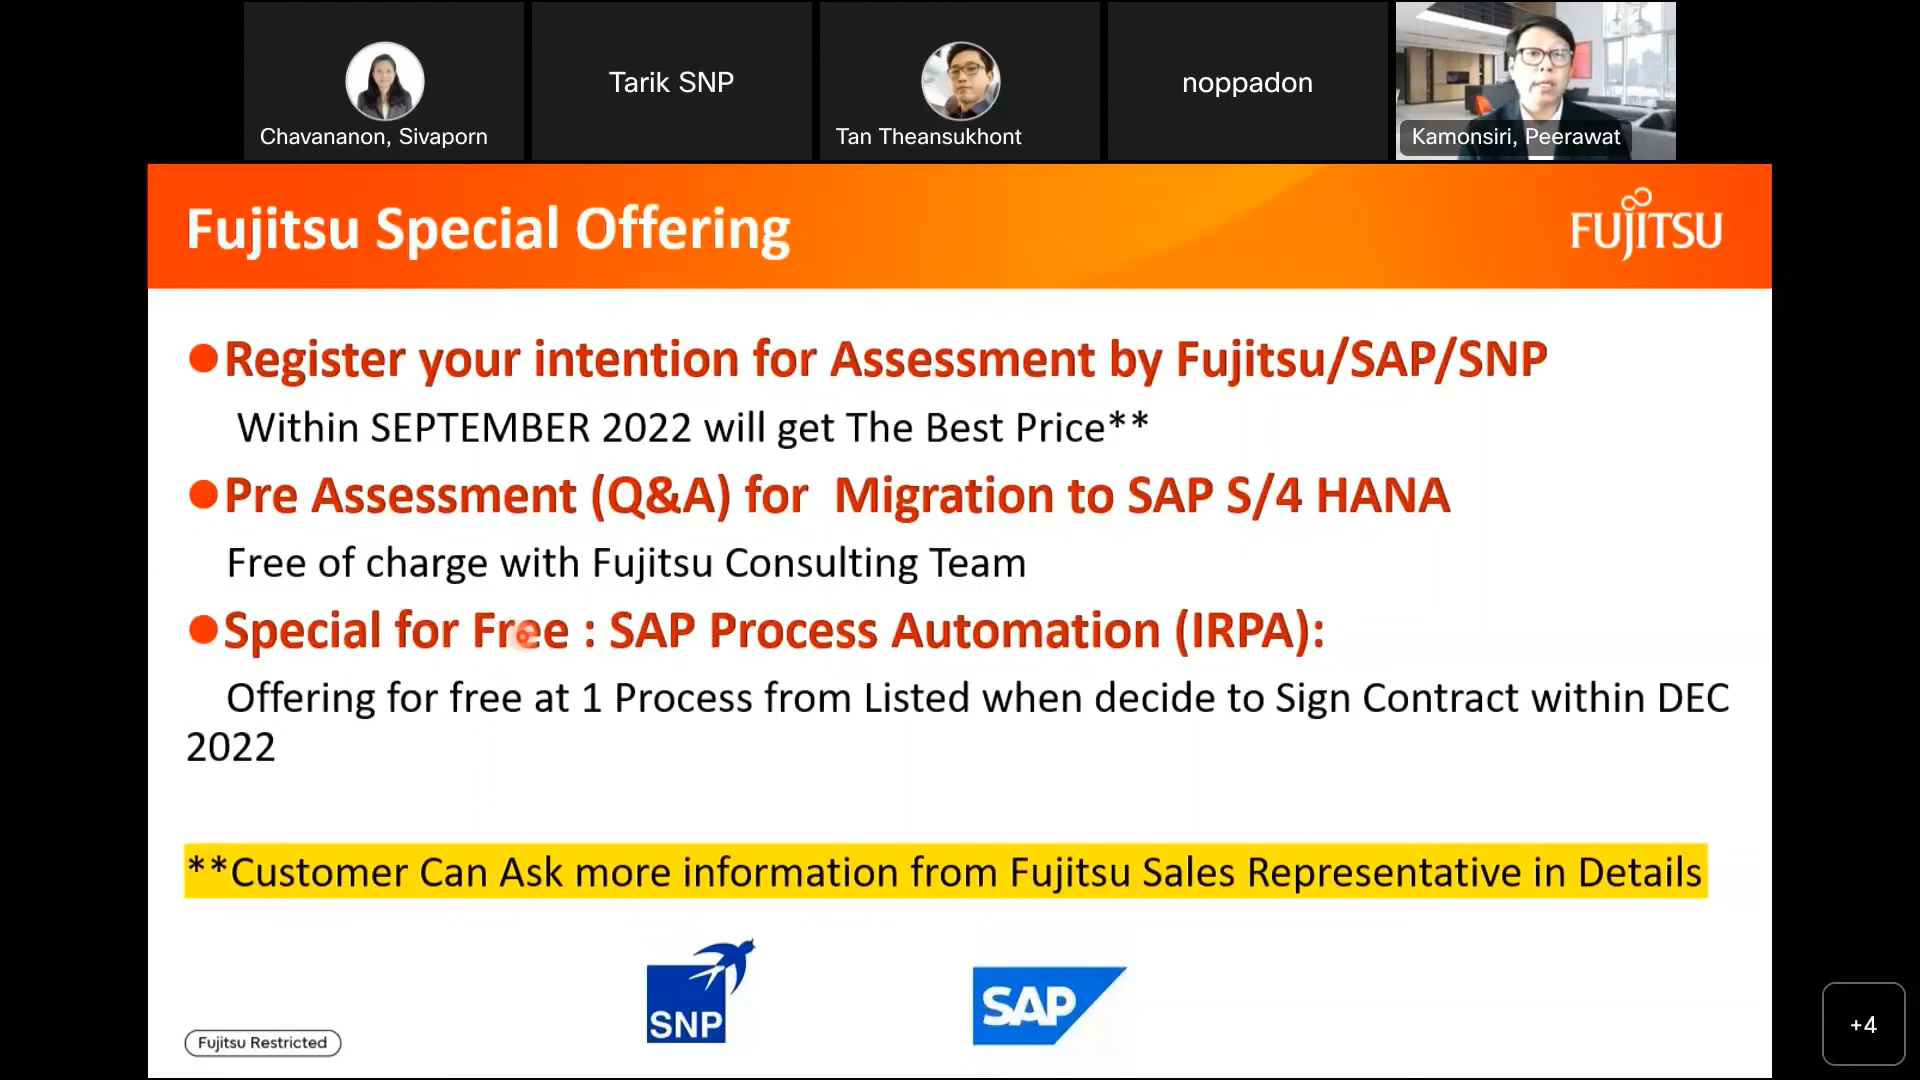 Chavananon, Sivaporn
Tarik SNP
Tan Theansukhont
noppadon
Kamonsiri, Peerawat
Fujitsu Special Offering
FUJITSU
Register your intention for Assessment by Fujitsu/SAP/SNP
Within SEPTEMBER 2022 will get The Best Price**
Pre Assessment (Q&A) for Migration to SAP S/4 HANA
Free of charge with Fujitsu Consulting Team
Special for Free : SAP Process Automation (IRPA):
Offering for free at 1 Process from Listed when decide to Sign Contract within DEC
2022
**Customer Can Ask more information from Fujitsu Sales Representative in Details
SNP
SAP
Fujitsu Restricted
+4